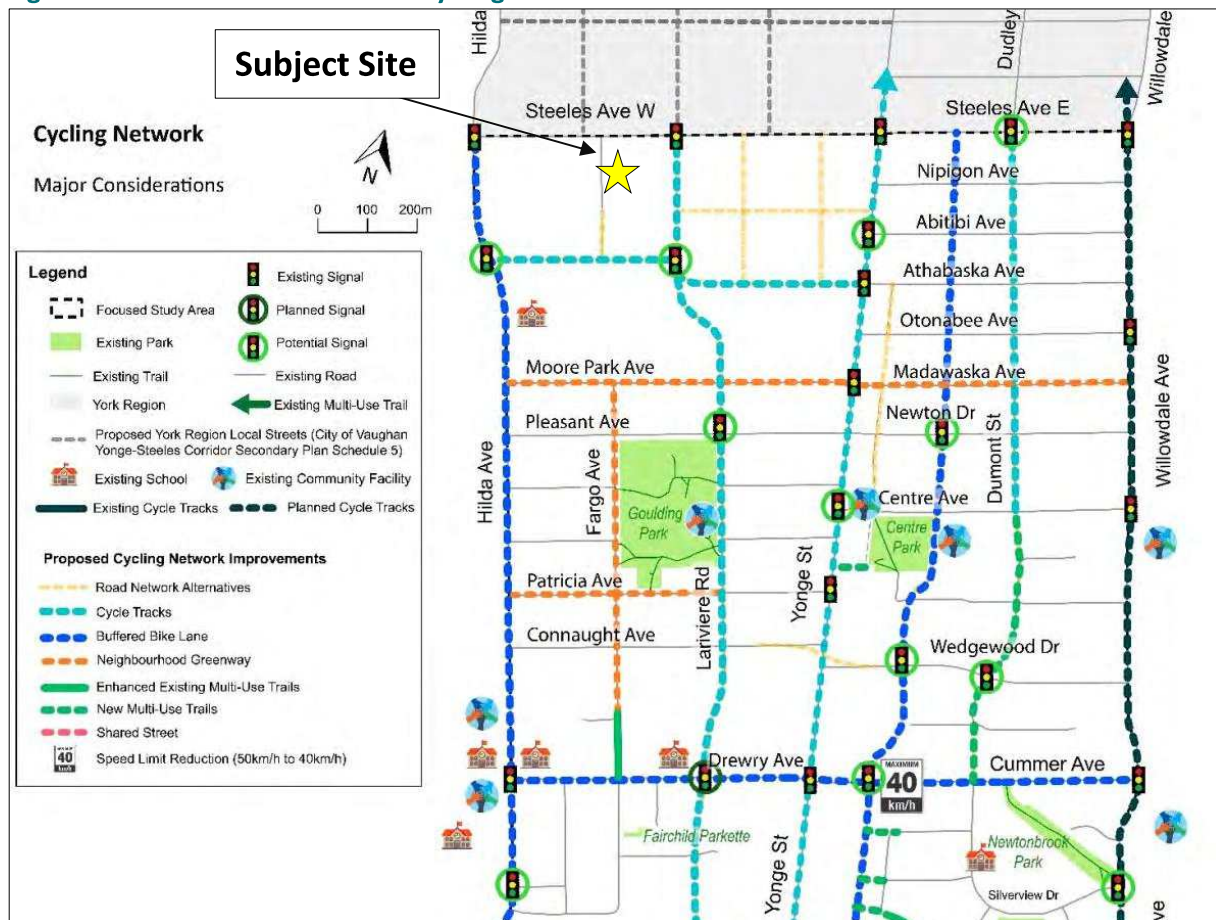 Hilda
Dudley
Willowdale
Subject Site
Steeles Ave W
Steeles Ave E
Cycling Network
Major Considerations
N
0 100 200m
Nipigon Ave
Abitibi Ave
Athabaska Ave
Otonabee Ave
Moore Park Ave
Madawaska Ave
Pleasant Ave
Newton Dr
Hilda Ave
Fargo Ave
Goulding
Park
Lariviere Rd
Yonge St
Centre Ave
Centre
Park
Dumont St
Willowdale Ave
Patricia Ave
Connaught Ave
Wedgewood Dr
Drewry Ave
MAXIMUM
40
km/h
Cummer Ave
Fairchild Parkette
Yonge St
Newtonbrook
Park
Silverview Dr
ve
Legend
Focused Study Area
Existing Signal
Planned Signal
Existing Park
Potential Signal
Existing Trail
Existing Road
York Region
Existing Multi-Use Trail
Proposed York Region Local Streets (City of Vaughan
Yonge-Steeles Corridor Secondary Plan Schedule 5)
Existing School
Existing Community Facility
Existing Cycle Tracks
Planned Cycle Tracks
Proposed Cycling Network Improvements
Road Network Alternatives
Cycle Tracks
Buffered Bike Lane
Neighbourhood Greenway
Enhanced Existing Multi-Use Trails
New Multi-Use Trails
Shared Street
40
km/h
Speed Limit Reduction (50km/h to 40km/h)